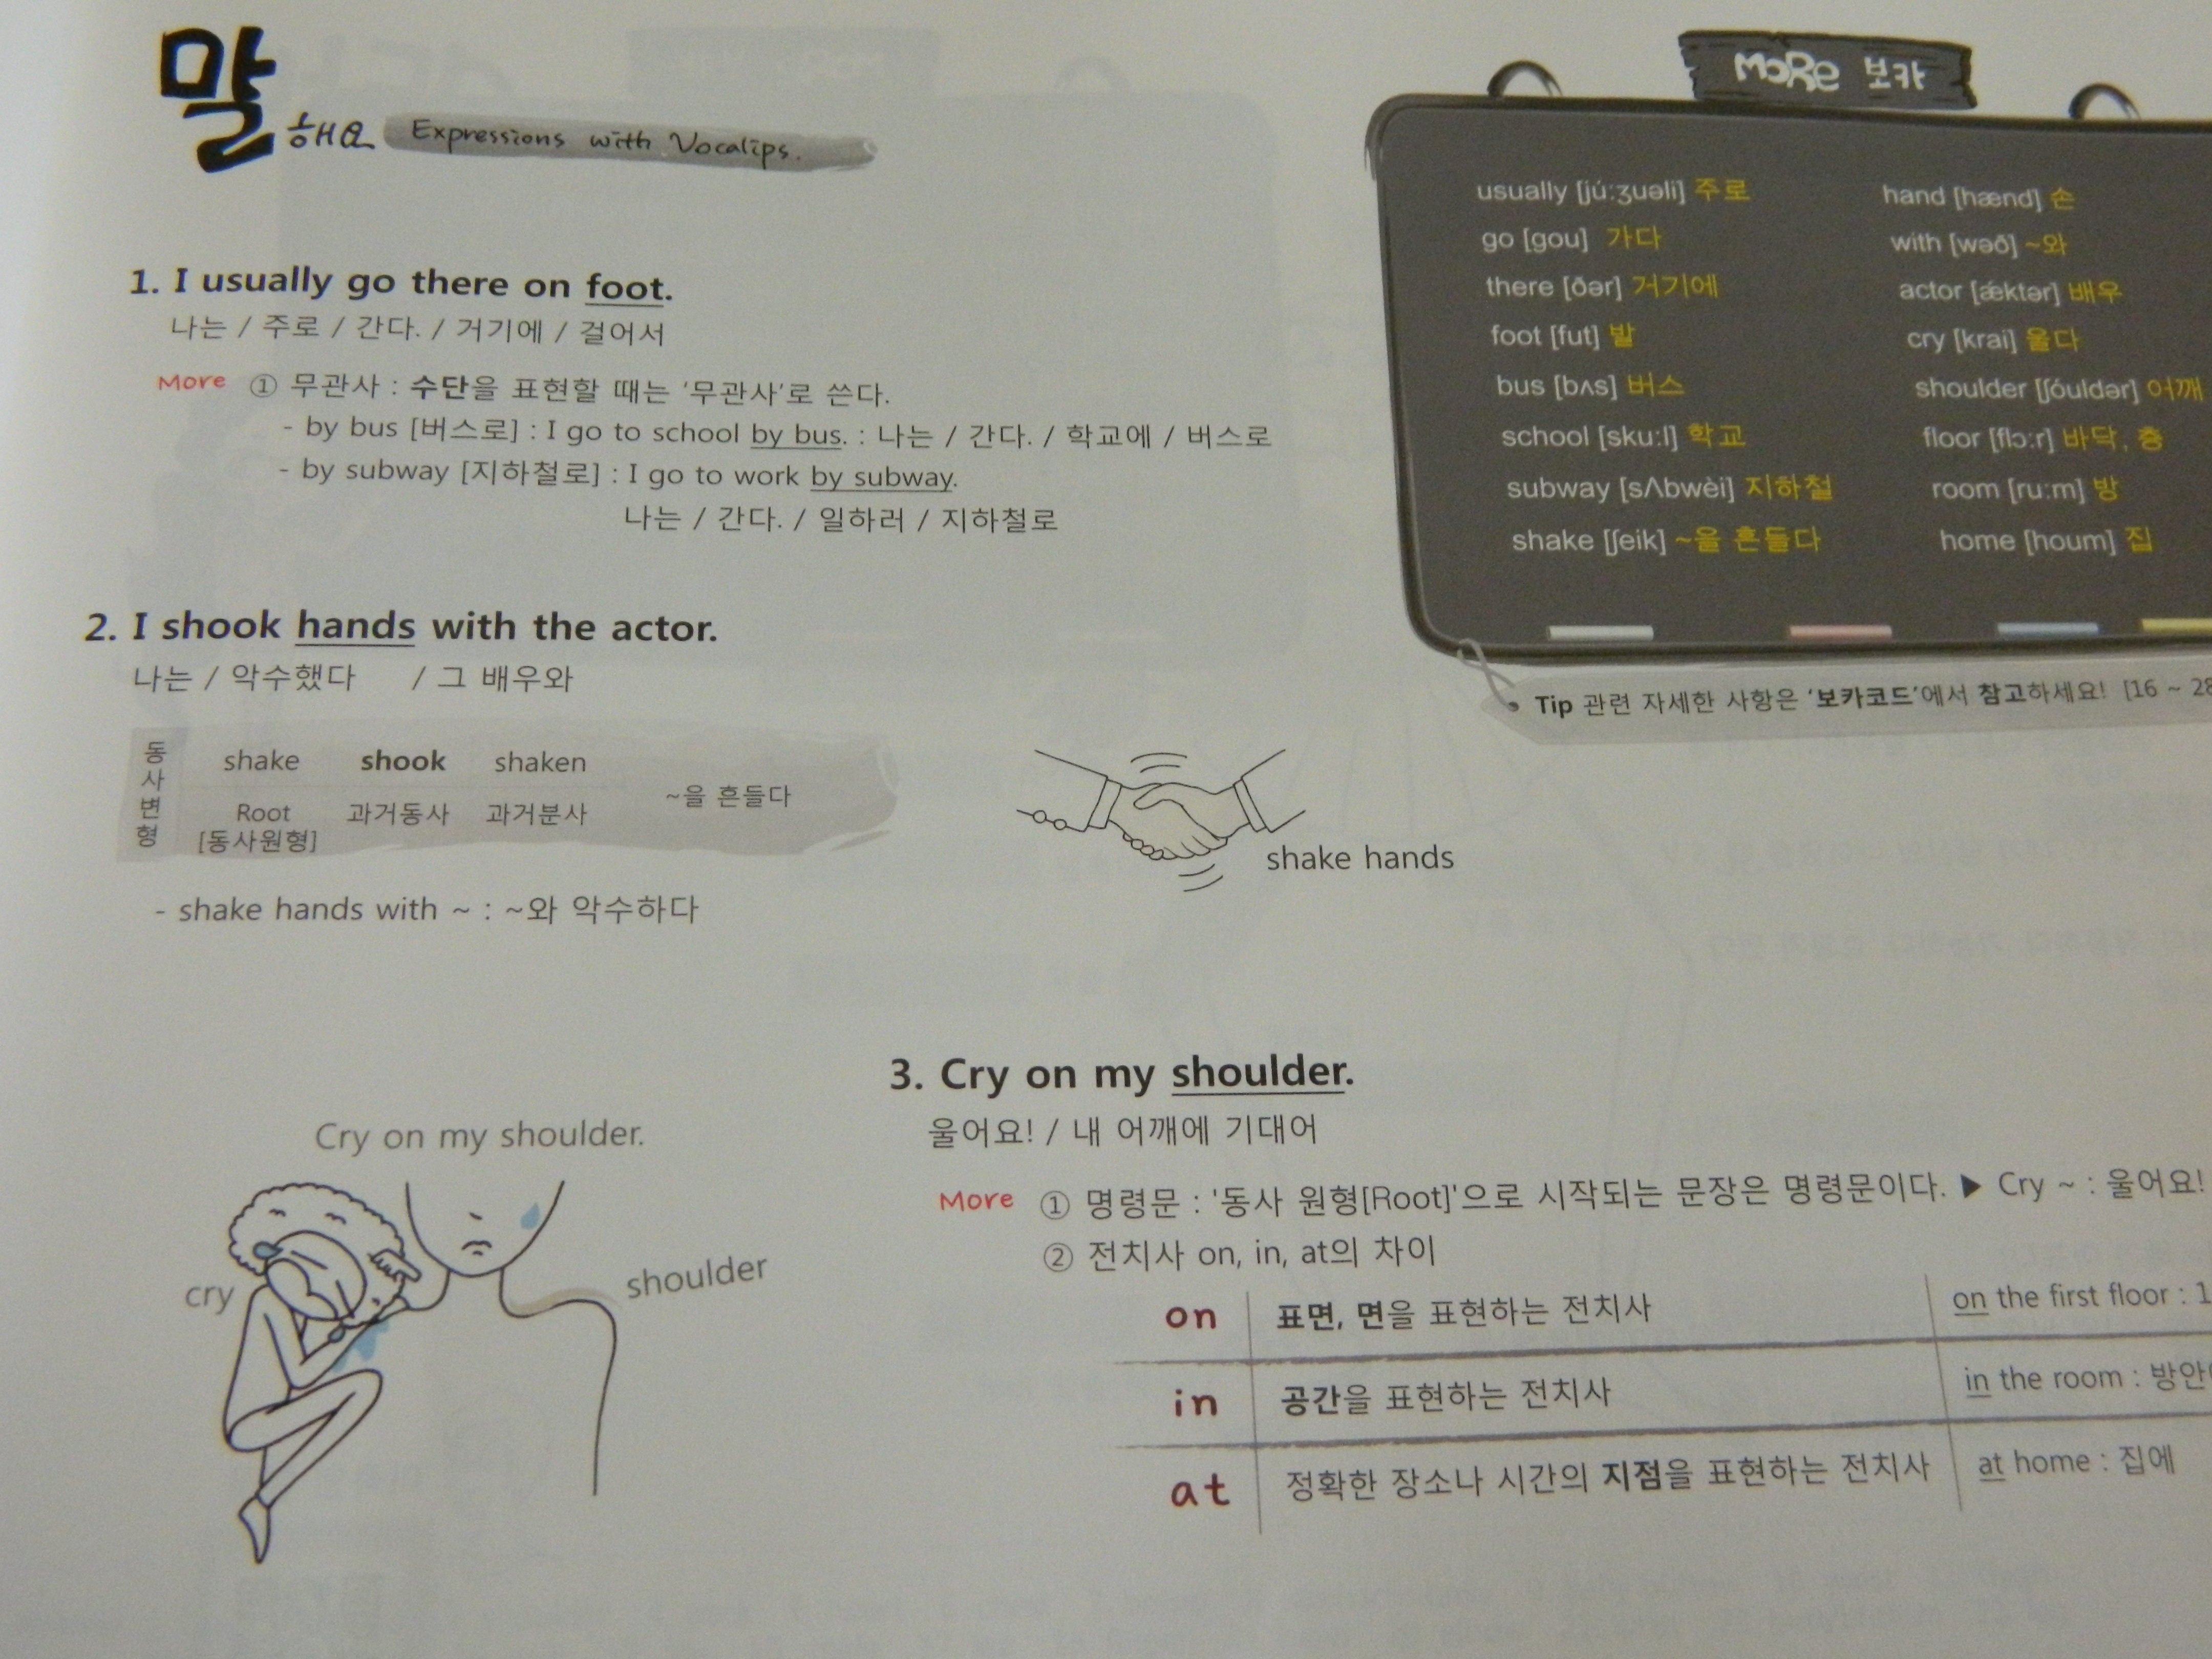 말해요 Expressions with Vocalips.
1. I usually go there on foot.
나는 / 주로 / 간다. / 거기에 / 걸어서
More ① 무관사 : 수단을 표현할 때는 '무관사'로 쓴다.
- by bus [버스로] : I go to school by bus. : 나는 / 간다. / 학교에 / 버스로
- by subway [지하철로] : I go to work by subway.
나는 / 간다. / 일하러 / 지하철로
MoRe 보카
usually [júːʒuəli] 주로
go [gou] 가다
there [ðər] 거기에
foot [fut] 발
bus [bʌs] 버스
school [skuːl] 학교
subway [sΛbwèi] 지하철
shake [ʃeik] ~을 흔들다
hand [hænd] 손
with [wəð] ~와
actor [ǽktər] 배우
cry [krai] 울다
shoulder [ʃóuldər] 어깨
floor [flɔːr] 바닥, 층
room [ruːm] 방
home [houm] 집
Tip 관련 자세한 사항은 '보카코드'에서 참고하세요! [16 ~ 28
2. I shook hands with the actor.
나는 / 악수했다 / 그 배우와
동사변형
shake shook shaken
Root 과거동사 과거분사 ~을 흔들다
[동사원형]
- shake hands with ~ : ~와 악수하다
shake hands
3. Cry on my shoulder.
울어요! / 내 어깨에 기대어
More ① 명령문 : '동사 원형[Root]'으로 시작되는 문장은 명령문이다. ▶ Cry ~ : 울어요!
② 전치사 on, in, at의 차이
on 표면, 면을 표현하는 전치사 on the first floor : 1
in 공간을 표현하는 전치사 in the room : 방안
at 정확한 장소나 시간의 지점을 표현하는 전치사 at home : 집에
Cry on my shoulder.
cry
shoulder